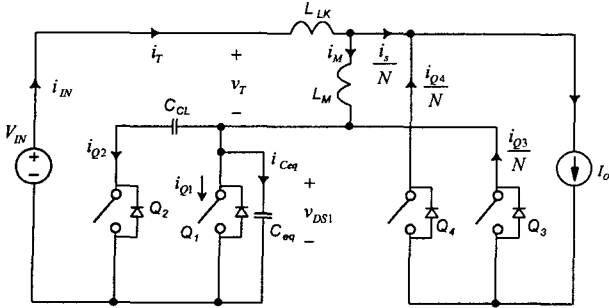 L_LK
i_T
+
v_T
−
i_M
L_M
i_s/N
i_Q4/N
i_IN
V_IN
+
−
C_CL
i_Q2
i_Q1
i_Ceq
+
v_DS1
−
i_Q3/N
I_o
Q_2
Q_1
C_eq
Q_4
Q_3